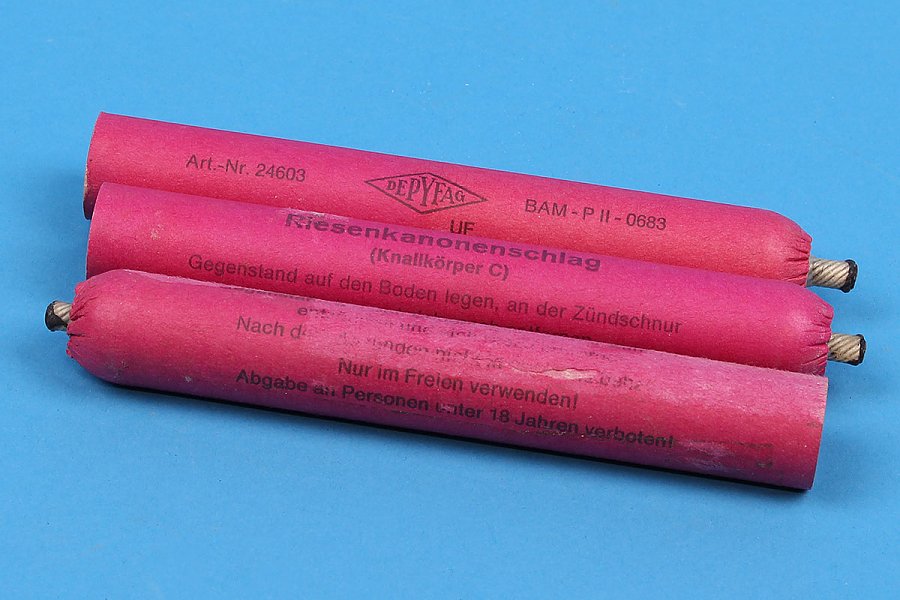 Art.-Nr. 24603
DEPYFAG
BAM - P II - 0683
UF
Riesenkanonenschlag
(Knallkörper C)
Gegenstand auf den Boden legen, an der Zündschnur
Nach
Nur im Freien verwenden!
Abgabe an Personen unter 18 Jahren verboten!